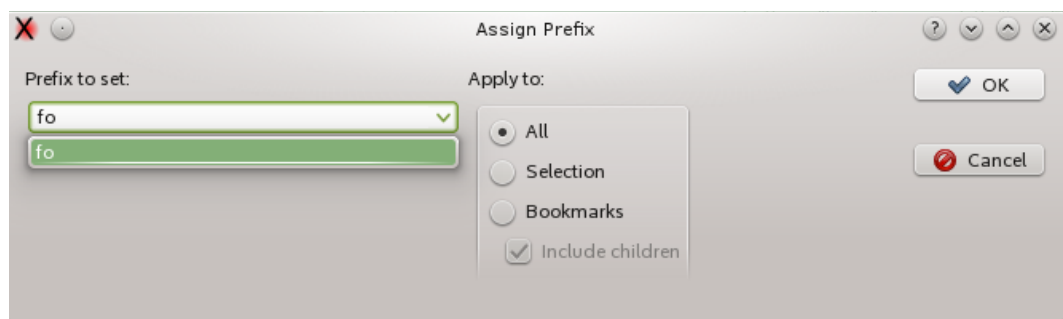 Assign Prefix
Prefix to set:
fo
fo
Apply to:
All
Selection
Bookmarks
Include children
OK
Cancel